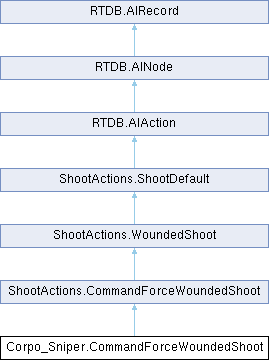 RTDB.AIRecord
RTDB.AINode
RTDB.AIAction
ShootActions.ShootDefault
ShootActions.WoundedShoot
ShootActions.CommandForceWoundedShoot
Corpo_Sniper.CommandForceWoundedShoot